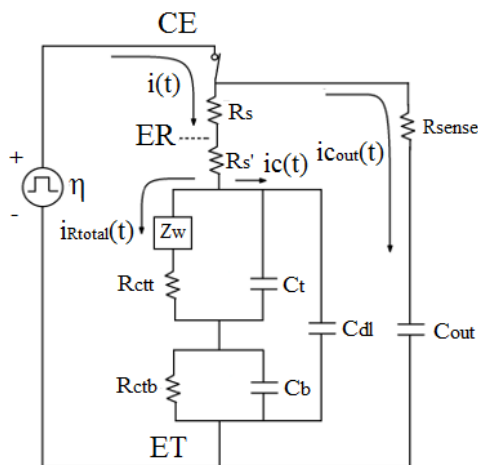 CE
i(t)
Rs
Rsense
ER
Rs'
ic(t)
icout(t)
+
η
-
iRtotal(t)
Zw
Rctt
Ct
Cdl
Cout
Rctb
Cb
ET